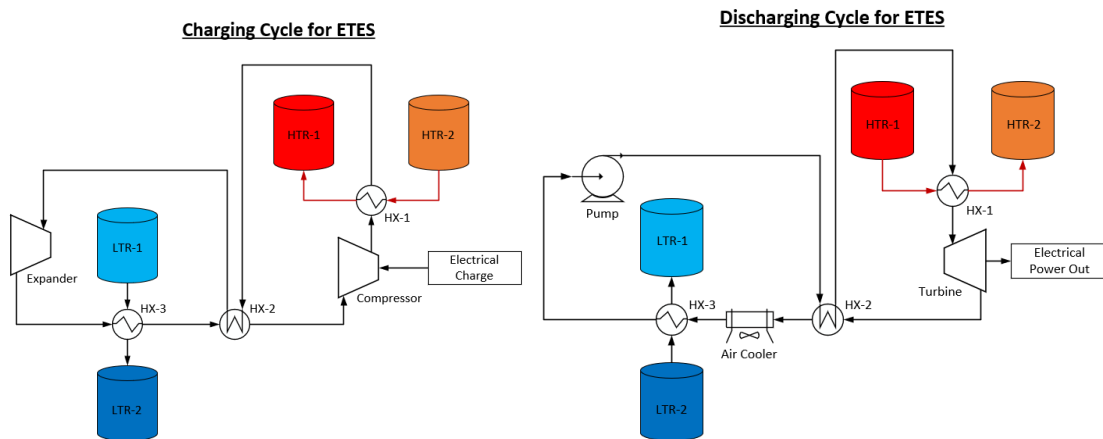 Charging Cycle for ETES
HTR-1
HTR-2
HX-1
LTR-1
Expander
Electrical
Charge
Compressor
HX-3
HX-2
LTR-2
Discharging Cycle for ETES
HTR-1
HTR-2
Pump
HX-1
LTR-1
Electrical
Power Out
Turbine
HX-3
HX-2
Air Cooler
LTR-2